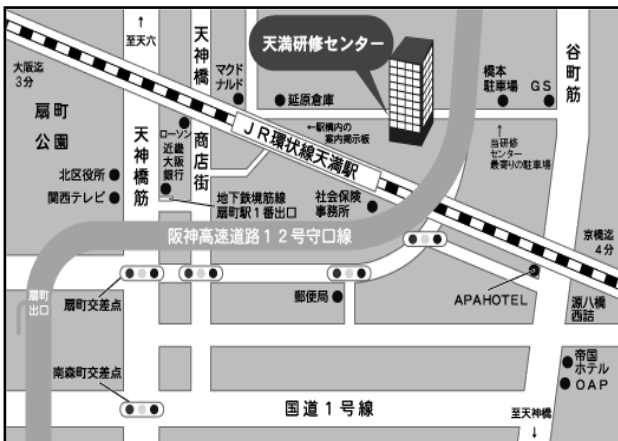 ↑
至天六
天神橋
マクド
ナルド
天満研修センター
谷町筋
大阪迄
3分
延原倉庫
橋本
駐車場
GS
扇町
公園
天神橋筋
ローソン
近畿
大阪
銀行
商店街
JR環状線天満駅
←駅構内の
案内掲示板
↑
当研修
センター
最寄りの駐車場
北区役所
関西テレビ
地下鉄境筋線
扇町駅1番出口
社会保険
事務所
阪神高速道路12号守口線
京橋迄
4分
扇町
出口
扇町交差点
郵便局
APAHOTEL
源八橋
西詰
南森町交差点
帝国
ホテル
OAP
国道1号線
至天神橋
↓